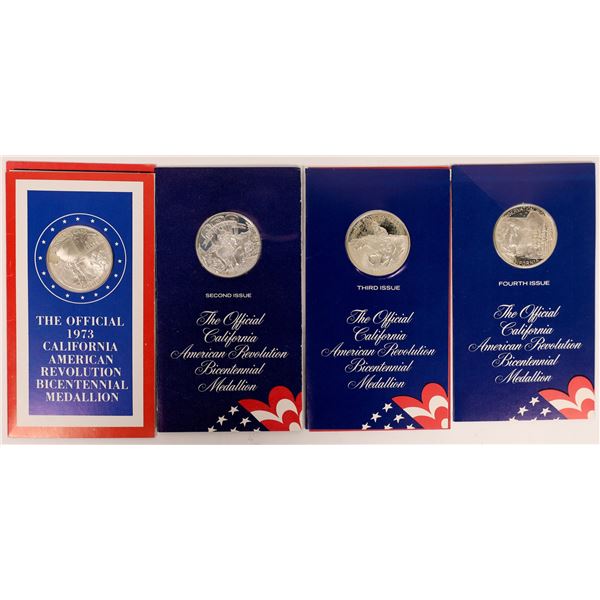 THE OFFICIAL
1973
CALIFORNIA
AMERICAN
REVOLUTION
BICENTENNIAL
MEDALLION
SECOND ISSUE
The Official
California
American Revolution
Bicentennial
Medallion
THIRD ISSUE
The Official
California
American Revolution
Bicentennial
Medallion
FOURTH ISSUE
The Official
California
American Revolution
Bicentennial
Medallion